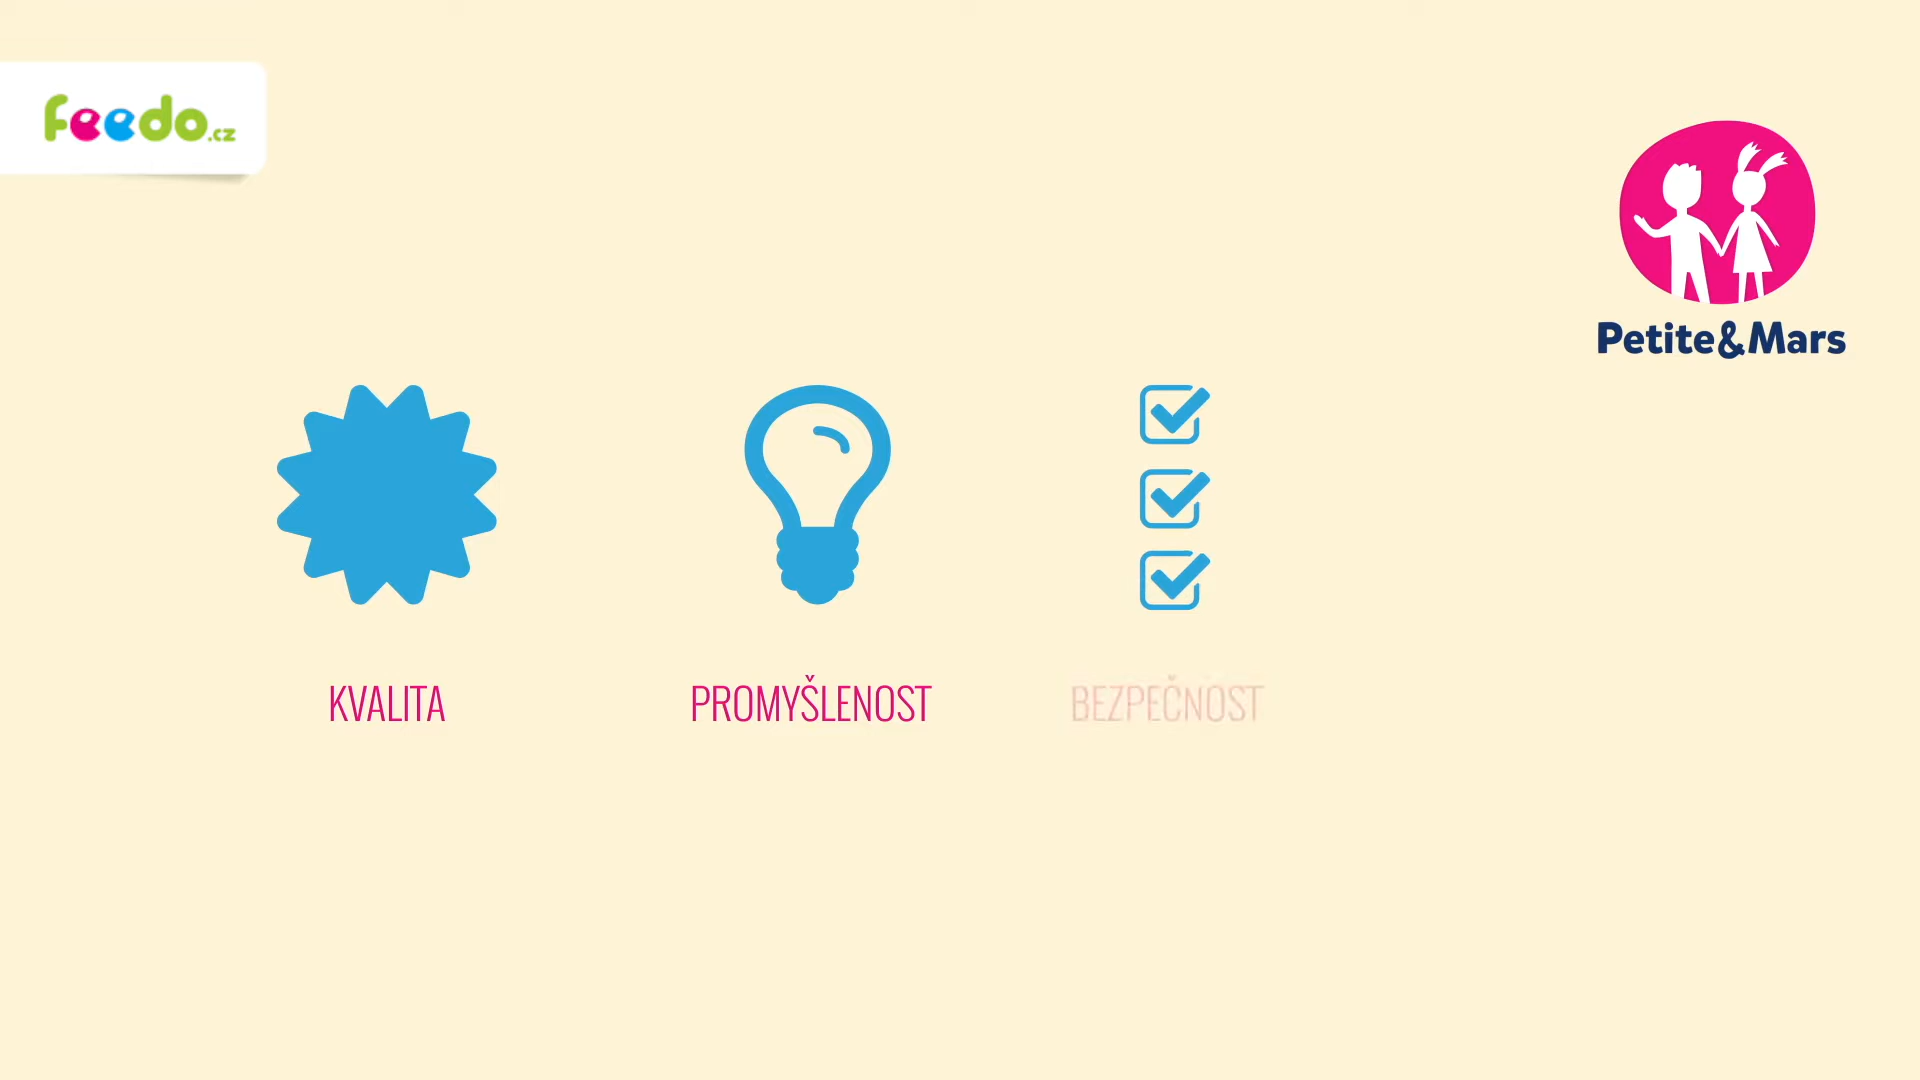 feedo.cz
Petite&Mars
KVALITA
PROMYŠLENOST
BEZPEČNOST